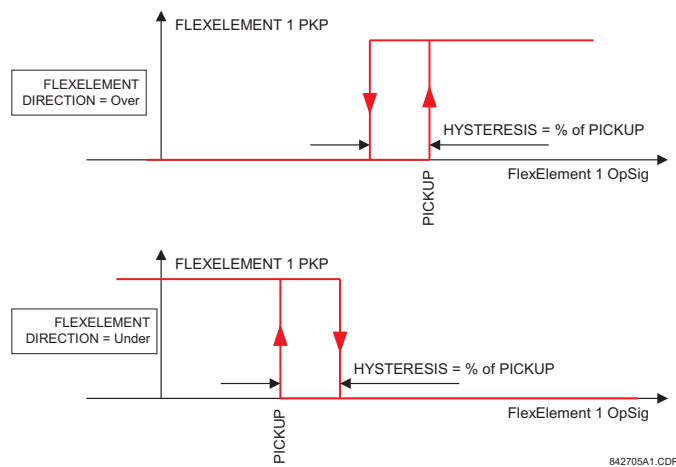 FLEXELEMENT 1 PKP
FLEXELEMENT
DIRECTION = Over
HYSTERESIS = % of PICKUP
FlexElement 1 OpSig
PICKUP
FLEXELEMENT 1 PKP
FLEXELEMENT
DIRECTION = Under
HYSTERESIS = % of PICKUP
FlexElement 1 OpSig
PICKUP
842705A1.CDR